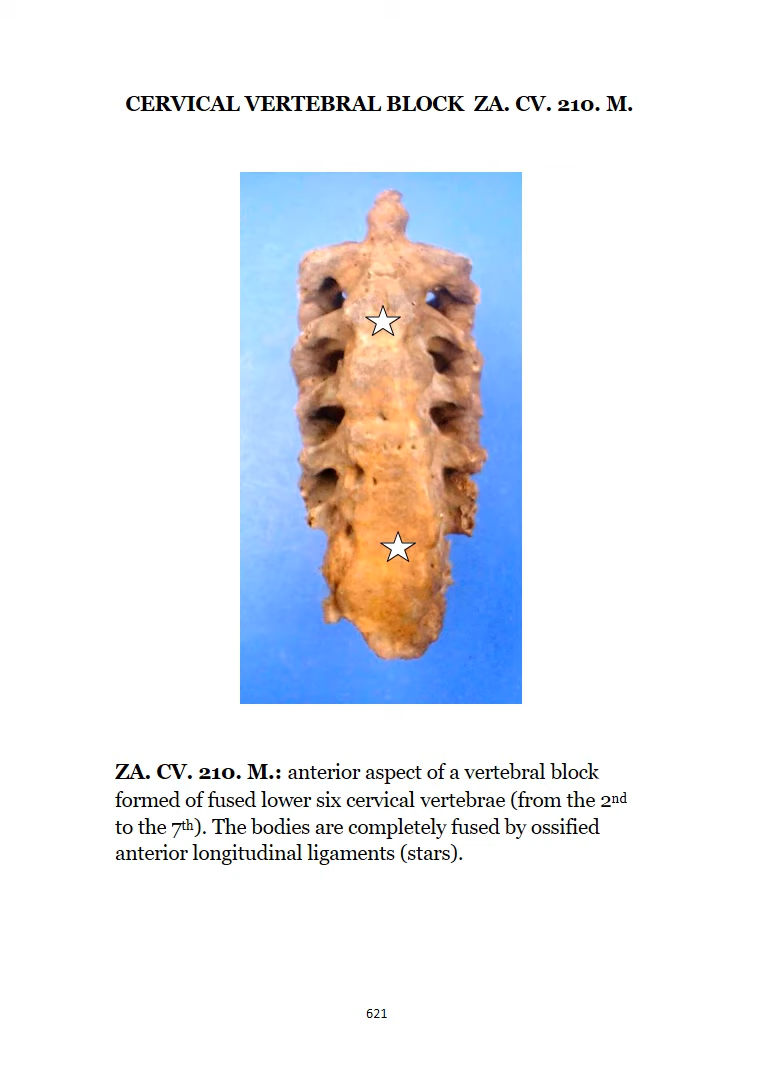 CERVICAL VERTEBRAL BLOCK ZA. CV. 210. M.
ZA. CV. 210. M.: anterior aspect of a vertebral block
formed of fused lower six cervical vertebrae (from the 2nd
to the 7th). The bodies are completely fused by ossified
anterior longitudinal ligaments (stars).
621